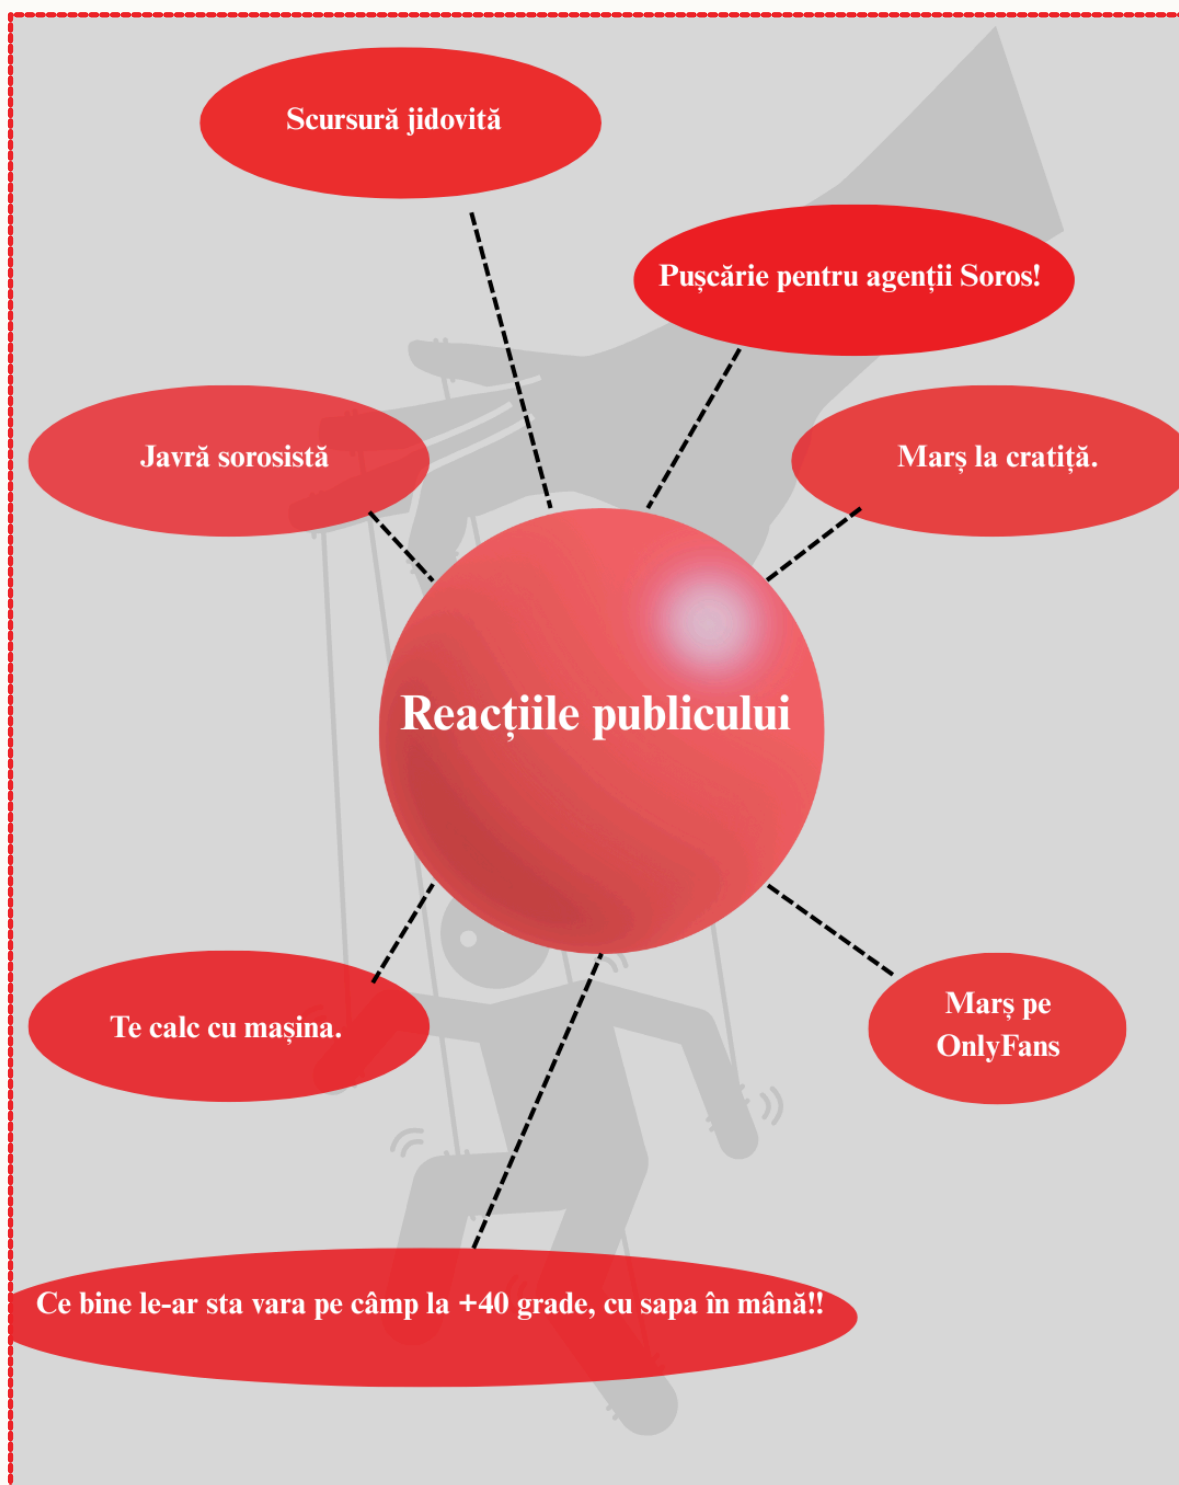 Scursură jidovită
Pușcărie pentru agenții Soros!
Javră sorosistă
Marș la cratiță.
Reacțiile publicului
Te calc cu mașina.
Marș pe
OnlyFans
Ce bine le-ar sta vara pe câmp la +40 grade, cu sapa în mână!!